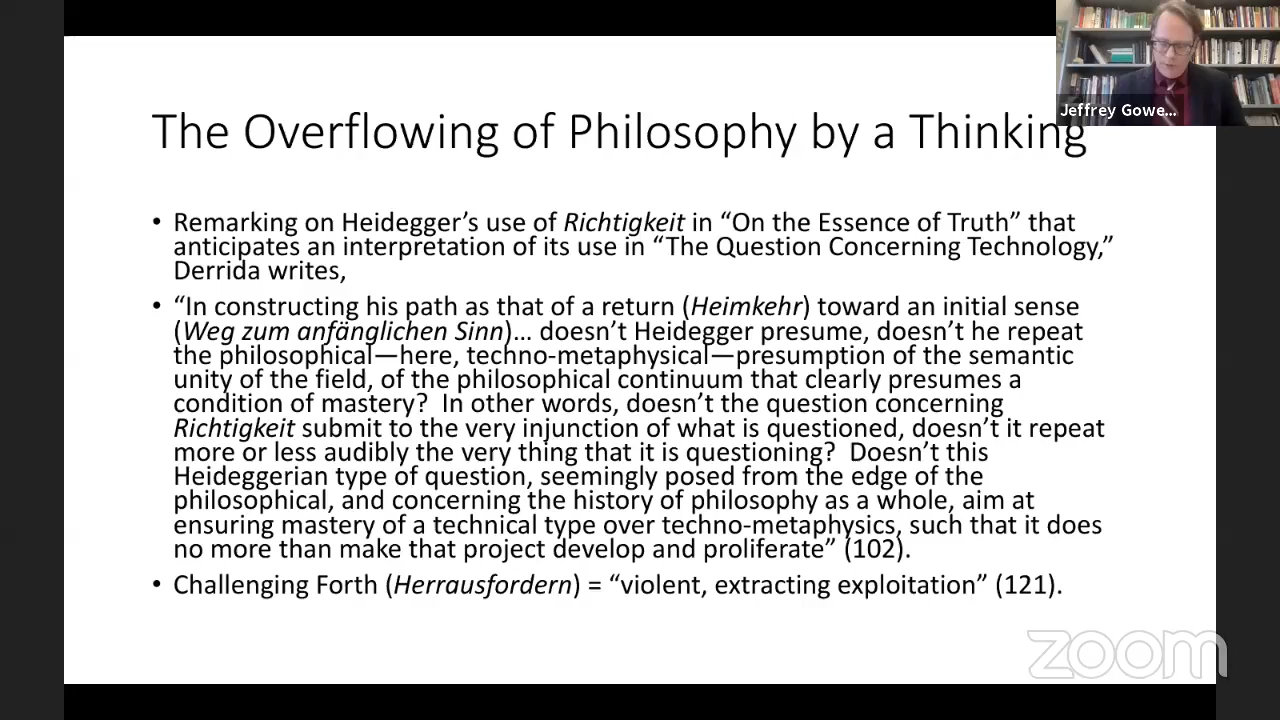 Jeffrey Gowe...
The Overflowing of Philosophy by a Thinking
• Remarking on Heidegger’s use of Richtigkeit in “On the Essence of Truth” that
anticipates an interpretation of its use in “The Question Concerning Technology,”
Derrida writes,
• “In constructing his path as that of a return (Heimkehr) toward an initial sense
(Weg zum anfänglichen Sinn)… doesn’t Heidegger presume, doesn’t he repeat
the philosophical—here, techno-metaphysical—presumption of the semantic
unity of the field, of the philosophical continuum that clearly presumes a
condition of mastery?  In other words, doesn’t the question concerning
Richtigkeit submit to the very injunction of what is questioned, doesn’t it repeat
more or less audibly the very thing that it is questioning?  Doesn’t this
Heideggerian type of question, seemingly posed from the edge of the
philosophical, and concerning the history of philosophy as a whole, aim at
ensuring mastery of a technical type over techno-metaphysics, such that it does
no more than make that project develop and proliferate” (102).
• Challenging Forth (Herrausfordern) = “violent, extracting exploitation” (121).
zoom